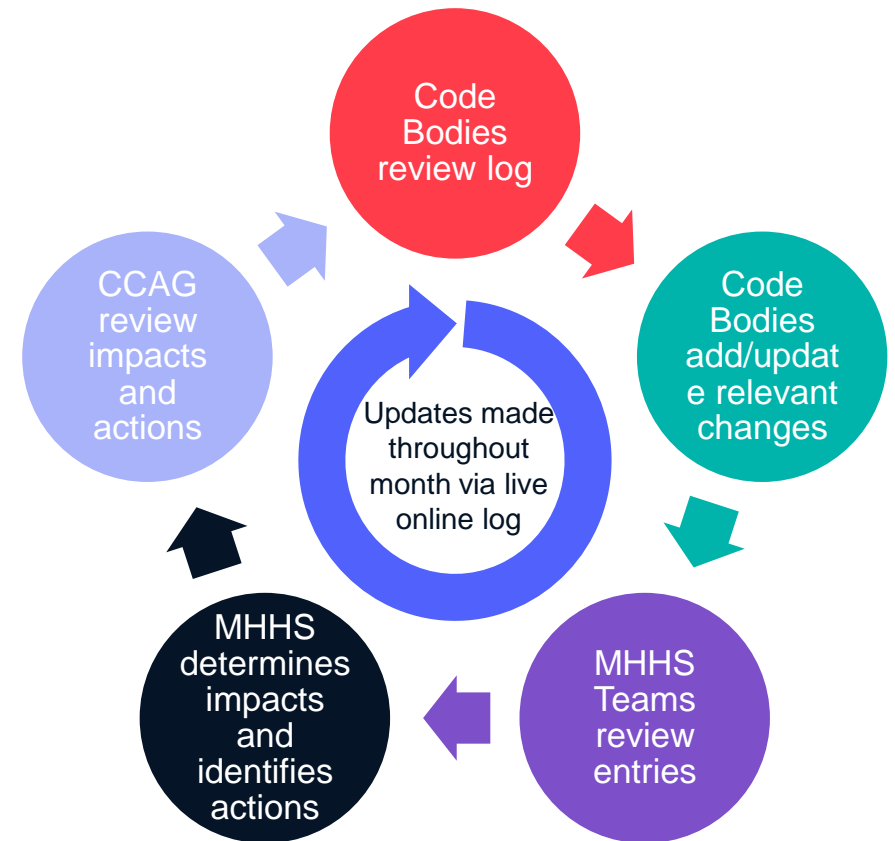 Code
Bodies
review log
Code
Bodies
add/updat
e relevant
changes
MHHS
Teams
review
entries
MHHS
determines
impacts
and
identifies
actions
CCAG
review
impacts
and
actions
Updates made
throughout
month via live
online log